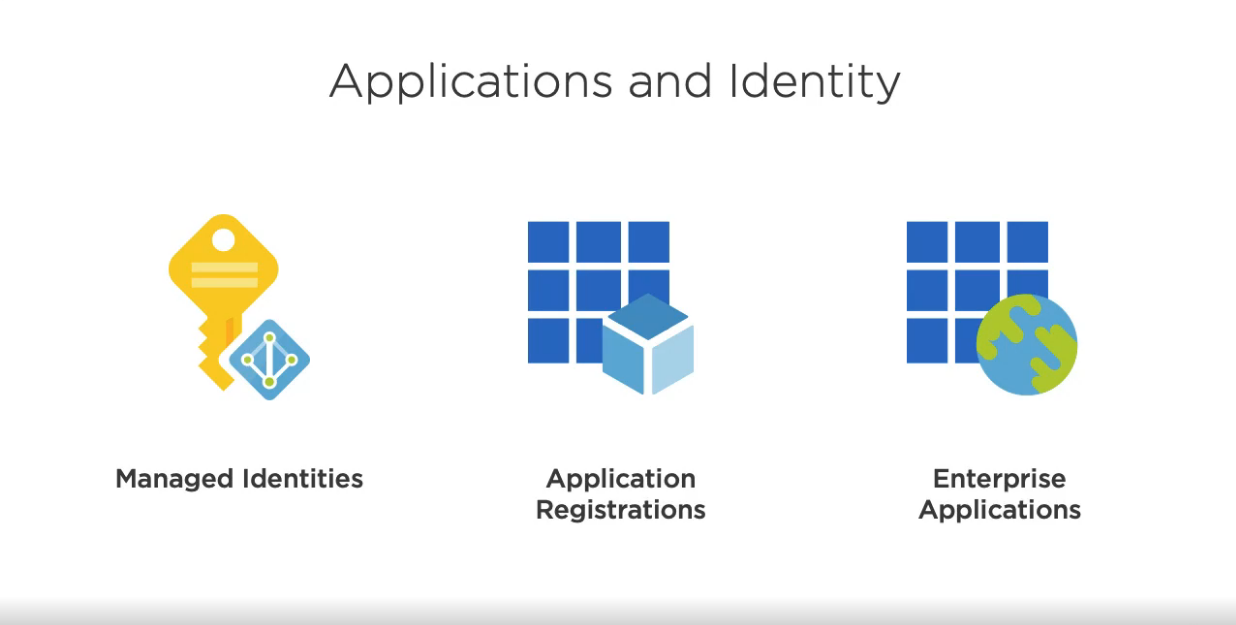 Applications and Identity
Managed Identities
Application
Registrations
Enterprise
Applications